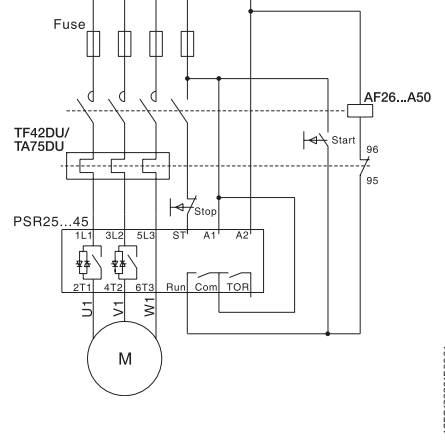 Fuse
AF26...A50
TF42DU/
TA75DU
Start
96
95
Stop
PSR25...45
1L1 3L2 5L3 ST A1 A2
2T1 4T2 6T3 Run Com TOR
U1 V1 W1
M